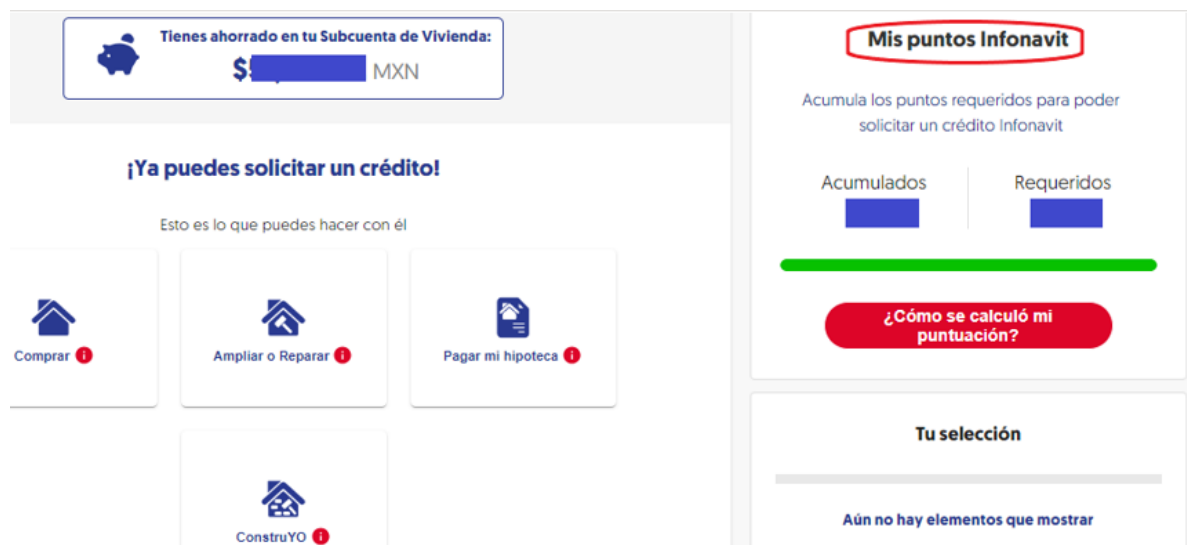 Tienes ahorrado en tu Subcuenta de Vivienda:
$ MXN
¡Ya puedes solicitar un crédito!
Esto es lo que puedes hacer con él
Comprar i
Ampliar o Reparar i
Pagar mi hipoteca i
ConstruYO i
Mis puntos Infonavit
Acumula los puntos requeridos para poder
solicitar un crédito Infonavit
Acumulados
Requeridos
¿Cómo se calculó mi
puntuación?
Tu selección
Aún no hay elementos que mostrar